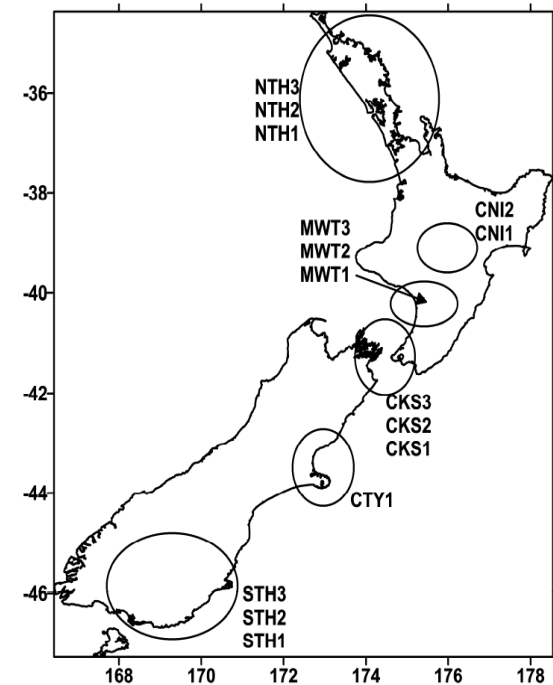 -36
-38
-40
-42
-44
-46
NTH3
NTH2
NTH1
CNI2
CNI1
MWT3
MWT2
MWT1
CKS3
CKS2
CKS1
CTY1
STH3
STH2
STH1
168 170 172 174 176 178